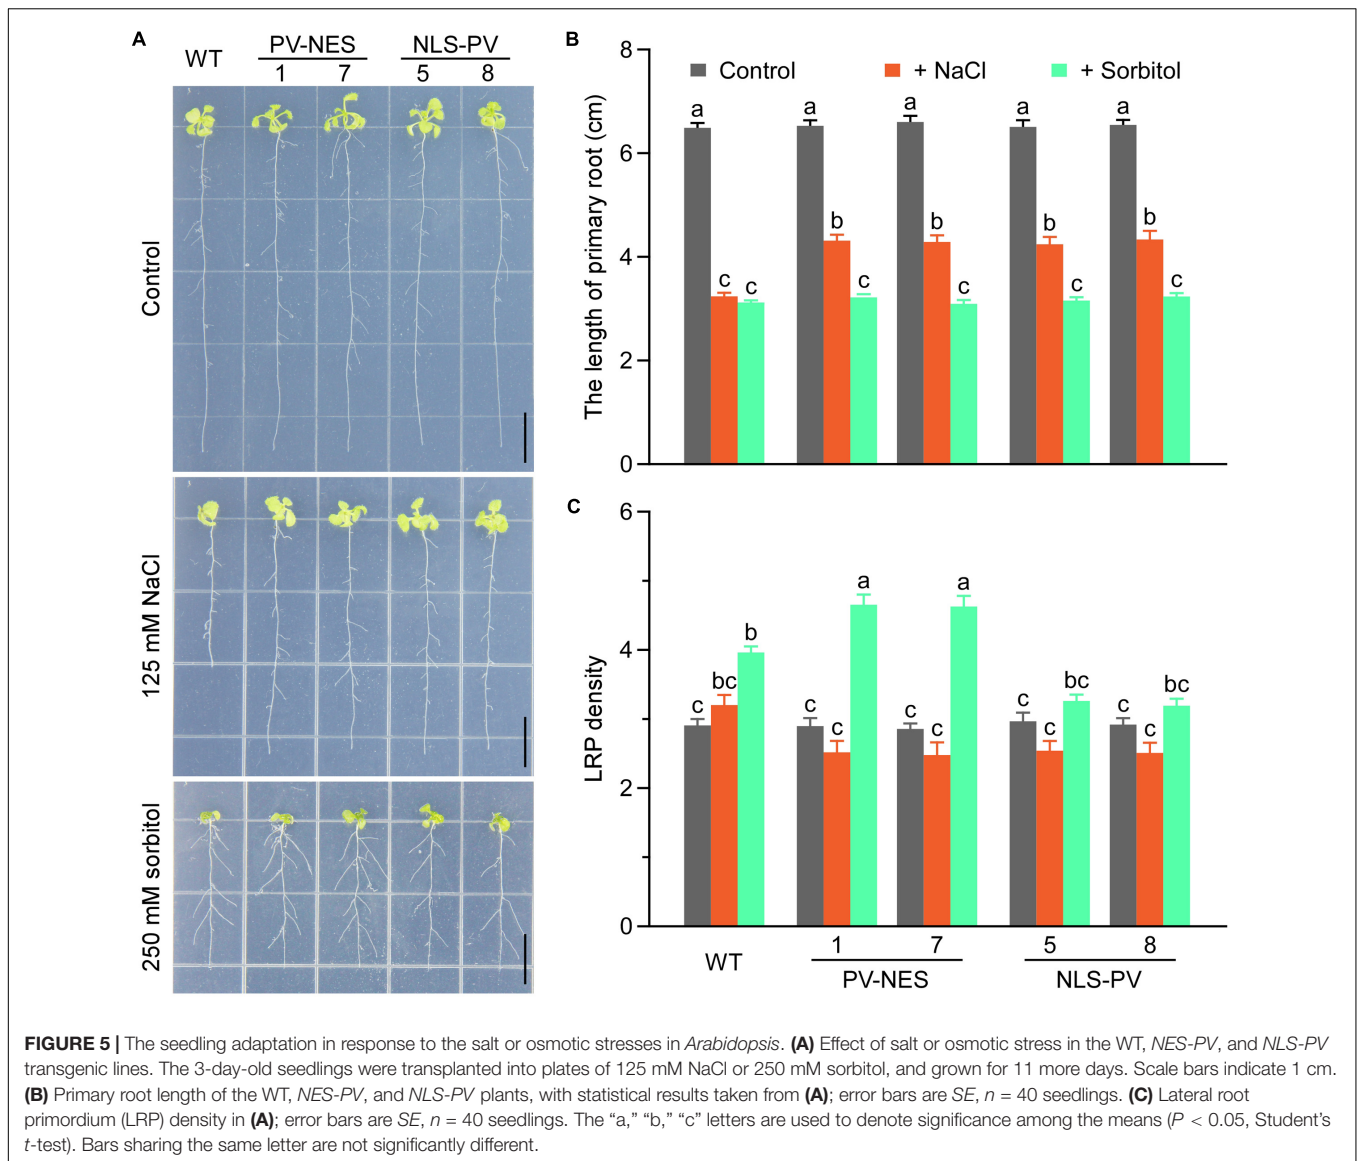 A
WT
PV-NES
NLS-PV
1
7
5
8
Control
125 mM NaCl
250 mM sorbitol
B
Control
+ NaCl
+ Sorbitol
The length of primary root (cm)
8
6
4
2
0
a
c
c
a
b
c
a
b
c
a
b
c
a
b
c
C
LRP density
6
4
2
0
c
bc
b
c
c
a
c
c
a
c
c
bc
c
c
bc
WT
1
7
5
8
PV-NES
NLS-PV
FIGURE 5 | The seedling adaptation in response to the salt or osmotic stresses in Arabidopsis. (A) Effect of salt or osmotic stress in the WT, NES-PV, and NLS-PV
transgenic lines. The 3-day-old seedlings were transplanted into plates of 125 mM NaCl or 250 mM sorbitol, and grown for 11 more days. Scale bars indicate 1 cm.
(B) Primary root length of the WT, NES-PV, and NLS-PV plants, with statistical results taken from (A); error bars are SE, n = 40 seedlings. (C) Lateral root
primordium (LRP) density in (A); error bars are SE, n = 40 seedlings. The “a,” “b,” “c” letters are used to denote significance among the means (P < 0.05, Student’s
t-test). Bars sharing the same letter are not significantly different.